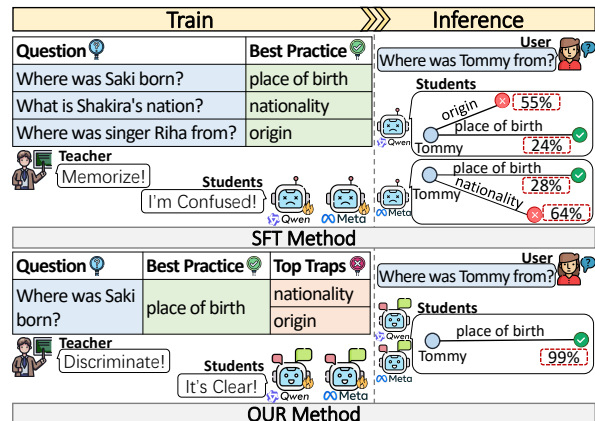 Train
Inference
Question
Best Practice
Where was Saki born?
place of birth
What is Shakira's nation?
nationality
Where was singer Riha from?
origin
Teacher
Memorize!
Students
I'm Confused!
Qwen
Meta
User
Where was Tommy from?
Students
origin
55%
place of birth
Tommy
24%
Qwen
place of birth
28%
Tommy
nationality
64%
Meta
SFT Method
Question
Best Practice
Top Traps
Where was Saki
born?
place of birth
nationality
origin
Teacher
Discriminate!
Students
It's Clear!
Qwen
Meta
User
Where was Tommy from?
Students
Qwen
Meta
place of birth
Tommy
99%
OUR Method